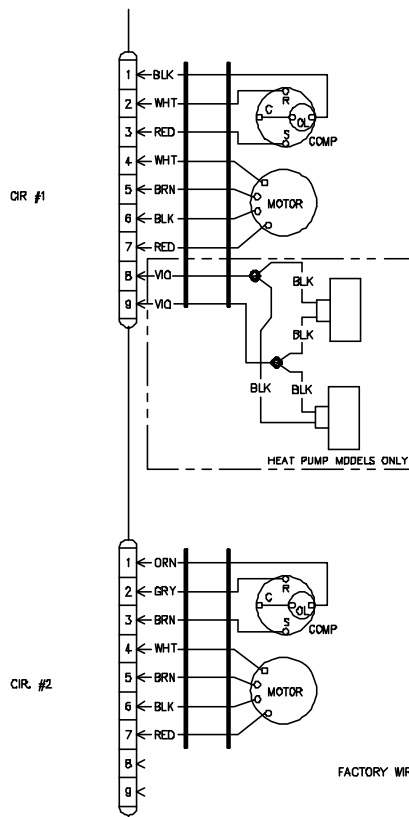 1 BLK
R
2 WHT
C OL
3 RED S COMP
4 WHT
CIR #1
5 BRN MOTOR
6 BLK
7 RED
8 VIO
BLK
9 VIO
BLK
BLK BLK
HEAT PUMP MODELS ONLY
1 ORN
R
2 GRY
C OL
3 BRN S COMP
4 WHT
CIR. #2
5 BRN MOTOR
6 BLK
7 RED
8
FACTORY WIR
9